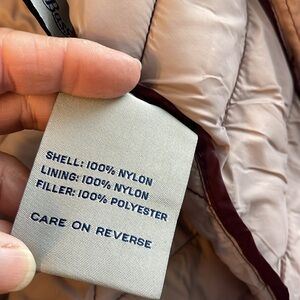 SHELL: 100% NYLON
LINING: 100% NYLON
FILLER: 100% POLYESTER
CARE ON REVERSE